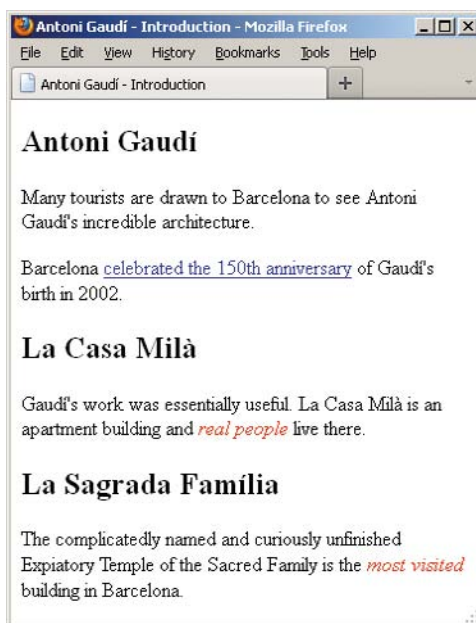 Antoni Gaudí - Introduction - Mozilla Firefox
File Edit View History Bookmarks Tools Help
Antoni Gaudí - Introduction +
Antoni Gaudí
Many tourists are drawn to Barcelona to see Antoni
Gaudí's incredible architecture.
Barcelona celebrated the 150th anniversary of Gaudí's
birth in 2002.
La Casa Milà
Gaudí's work was essentially useful. La Casa Milà is an
apartment building and real people live there.
La Sagrada Família
The complicatedly named and curiously unfinished
Expiatory Temple of the Sacred Family is the most visited
building in Barcelona.